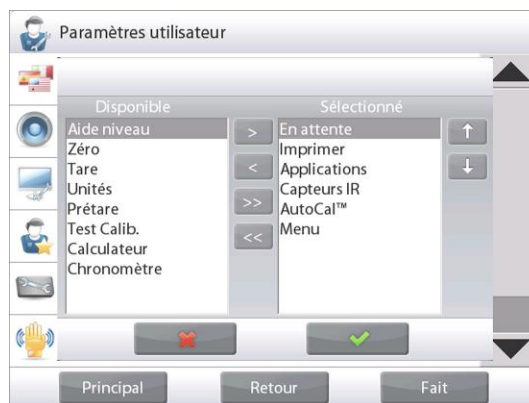 Paramètres utilisateur
Disponible
Sélectionné
Aide niveau
Zéro
Tare
Unités
Prétare
Test Calib.
Calculateur
Chronomètre
>
<
>>
<<
En attente
Imprimer
Applications
Capteurs IR
AutoCal™
Menu
Principal
Retour
Fait